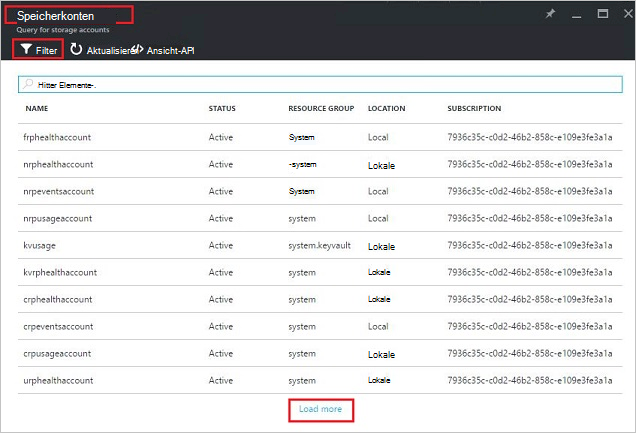 Speicherkonten
Query for storage accounts
Filter Aktualisieren </> Ansicht-API
Hitter Elemente-.
NAME STATUS RESOURCE GROUP LOCATION SUBSCRIPTION
frphealthaccount Active System Local 7936c35c-c0d2-46b2-858c-e109e3fe3a1a
nrphealthaccount Active -system Lokale 7936c35c-c0d2-46b2-858c-e109e3fe3a1a
nrpeventsaccount Active System Local 7936c35c-c0d2-46b2-858c-e109e3fe3a1a
nrpusageaccount Active system Local 7936c35c-c0d2-46b2-858c-e109e3fe3a1a
kvusage Active system.keyvault Lokale 7936c35c-c0d2-46b2-858c-e109e3fe3a1a
kvrphealthaccount Active system Lokale 7936c35c-c0d2-46b2-858c-e109e3fe3a1a
crphealthaccount Active system Lokale 7936c35c-c0d2-46b2-858c-e109e3fe3a1a
crpeventsaccount Active system Local 7936c35c-c0d2-46b2-858c-e109e3fe3a1a
crpusageaccount Active system Lokale 7936c35c-c0d2-46b2-858c-e109e3fe3a1a
urphealthaccount Active system Lokale 7936c35c-c0d2-46b2-858c-e109e3fe3a1a
Load more